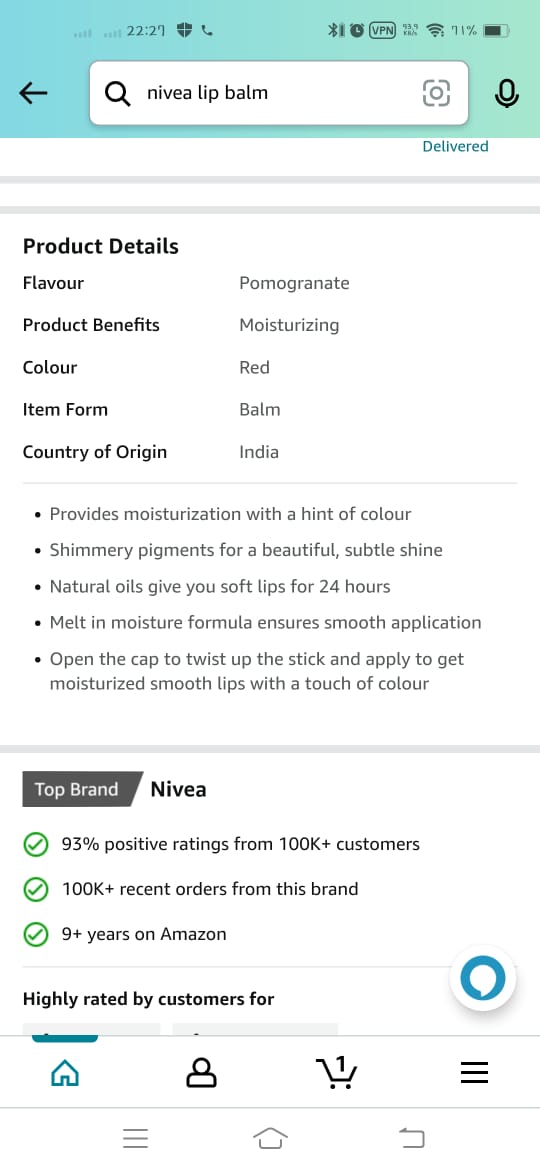 22:27
VPN 93.9 KB/s 71%
nivea lip balm
Delivered
Product Details
Flavour Pomogranate
Product Benefits Moisturizing
Colour Red
Item Form Balm
Country of Origin India
• Provides moisturization with a hint of colour
• Shimmery pigments for a beautiful, subtle shine
• Natural oils give you soft lips for 24 hours
• Melt in moisture formula ensures smooth application
• Open the cap to twist up the stick and apply to get
moisturized smooth lips with a touch of colour
Top Brand Nivea
93% positive ratings from 100K+ customers
100K+ recent orders from this brand
9+ years on Amazon
Highly rated by customers for
1